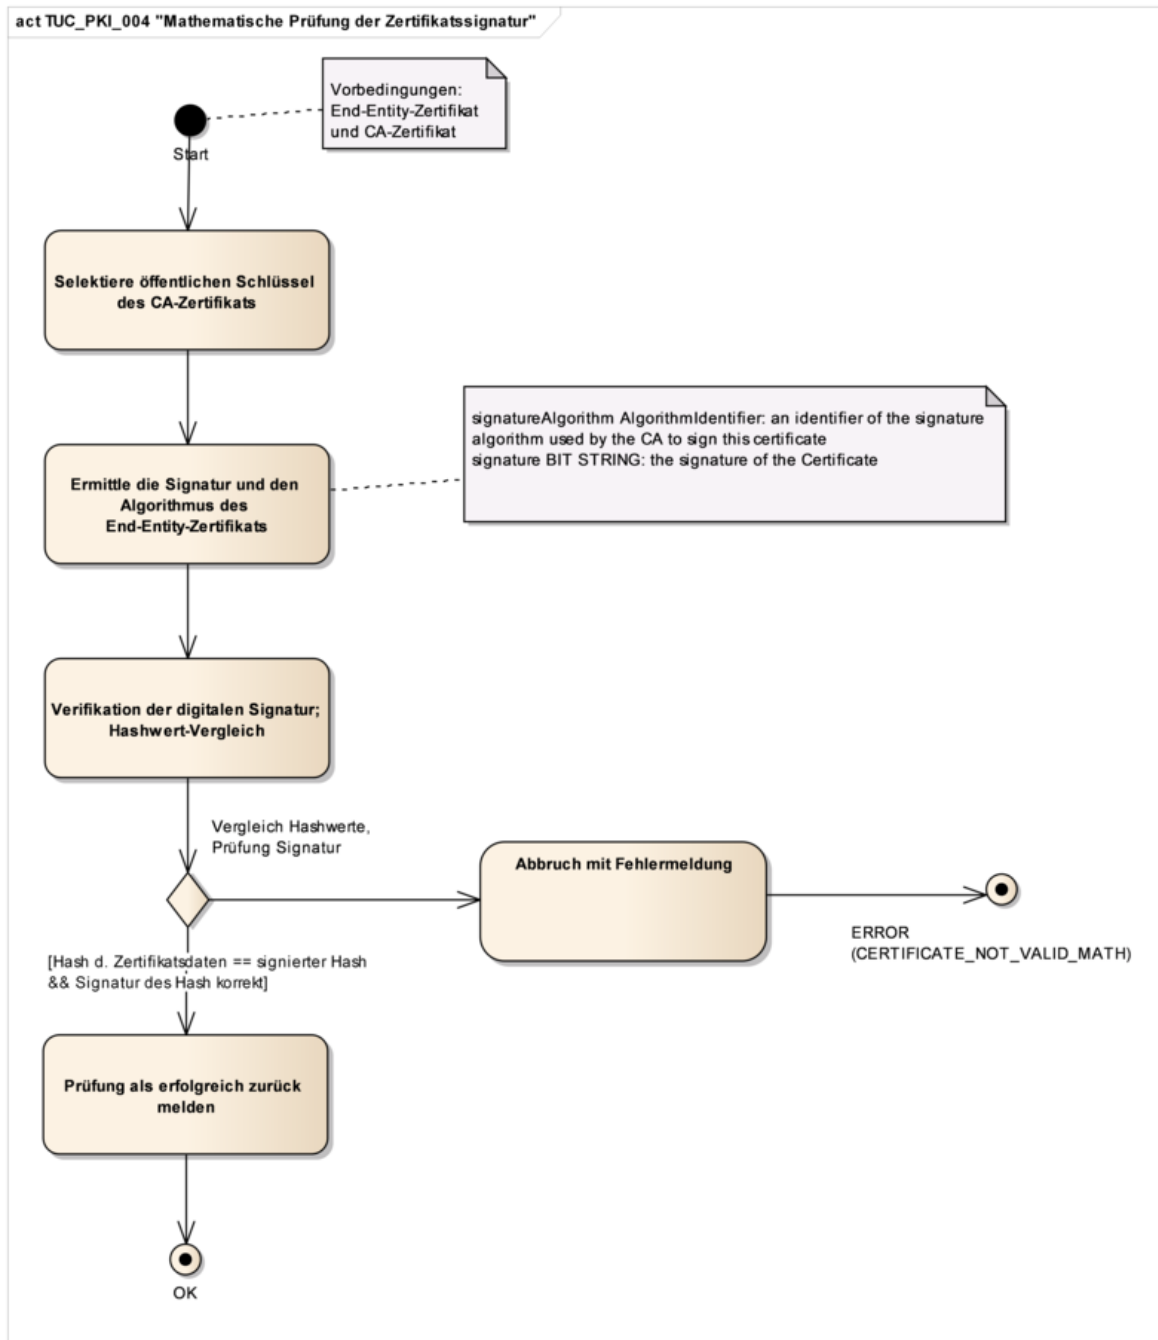 act TUC_PKI_004 "Mathematische Prüfung der Zertifikatssignatur"
Vorbedingungen:
End-Entity-Zertifikat
und CA-Zertifikat
Start
Selektiere öffentlichen Schlüssel
des CA-Zertifikats
signatureAlgorithm AlgorithmIdentifier: an identifier of the signature
algorithm used by the CA to sign this certificate
signature BIT STRING: the signature of the Certificate
Ermittle die Signatur und den
Algorithmus des
End-Entity-Zertifikats
Verifikation der digitalen Signatur;
Hashwert-Vergleich
Vergleich Hashwerte,
Prüfung Signatur
Abbruch mit Fehlermeldung
ERROR
(CERTIFICATE_NOT_VALID_MATH)
[Hash d. Zertifikatsdaten == signierter Hash
&& Signatur des Hash korrekt]
Prüfung als erfolgreich zurück
melden
OK